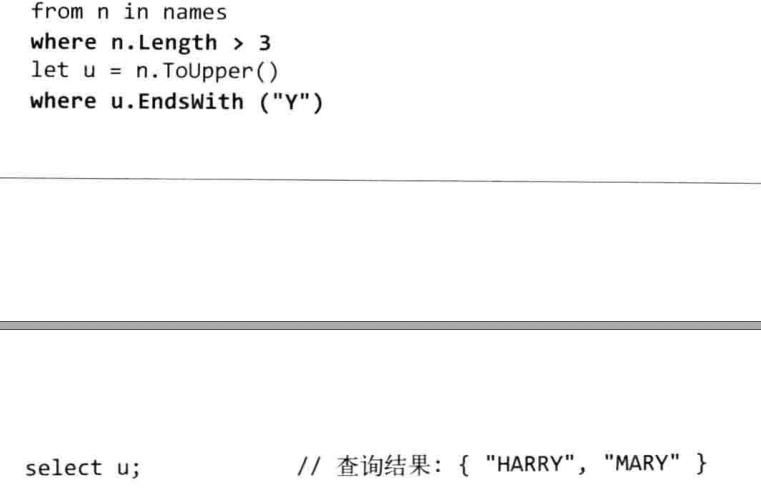 from n in names
where n.Length > 3
let u = n.ToUpper()
where u.EndsWith ("Y")
select u; // 查询结果: { "HARRY", "MARY" }